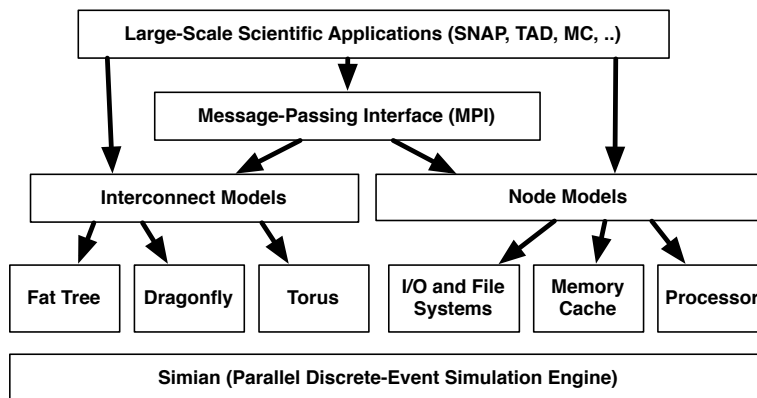 Large-Scale Scientific Applications (SNAP, TAD, MC, ..)
Message-Passing Interface (MPI)
Interconnect Models
Node Models
Fat Tree
Dragonfly
Torus
I/O and File
Systems
Memory
Cache
Processor
Simian (Parallel Discrete-Event Simulation Engine)